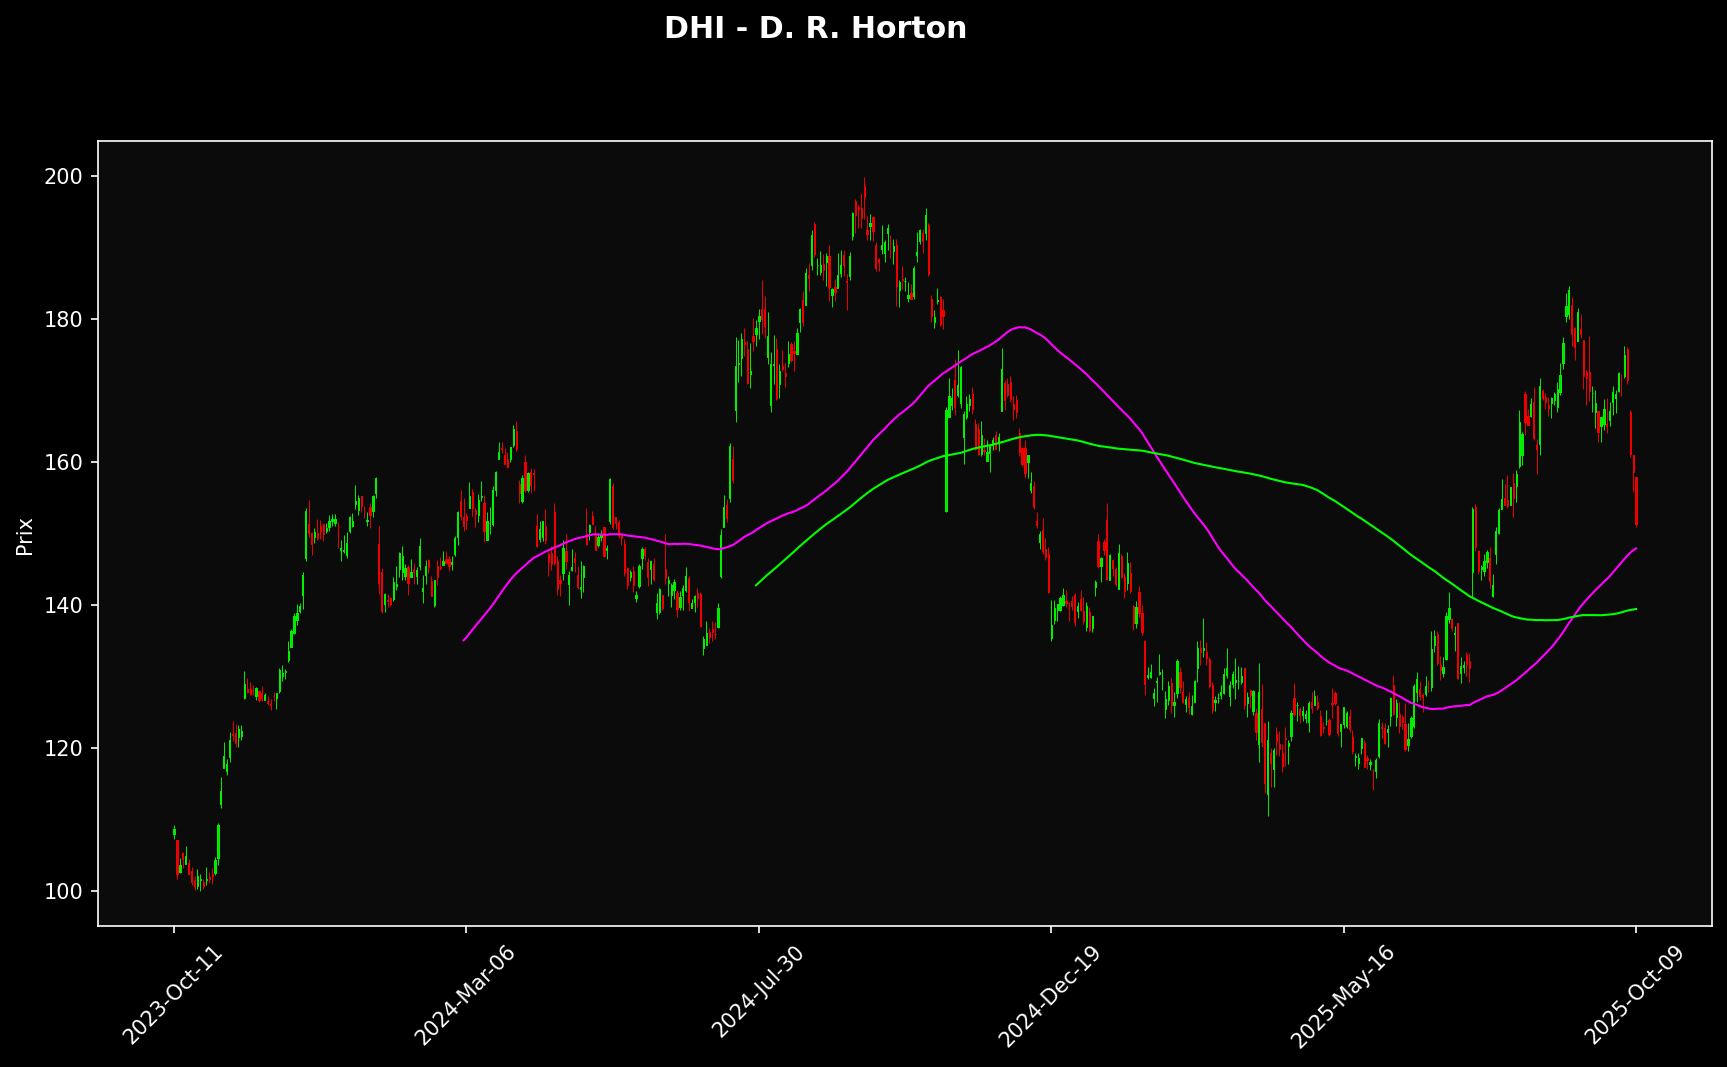 DHI - D. R. Horton
Prix
200
180
160
140
120
100
2023-Oct-11
2024-Mar-06
2024-Jul-30
2024-Dec-19
2025-May-16
2025-Oct-09